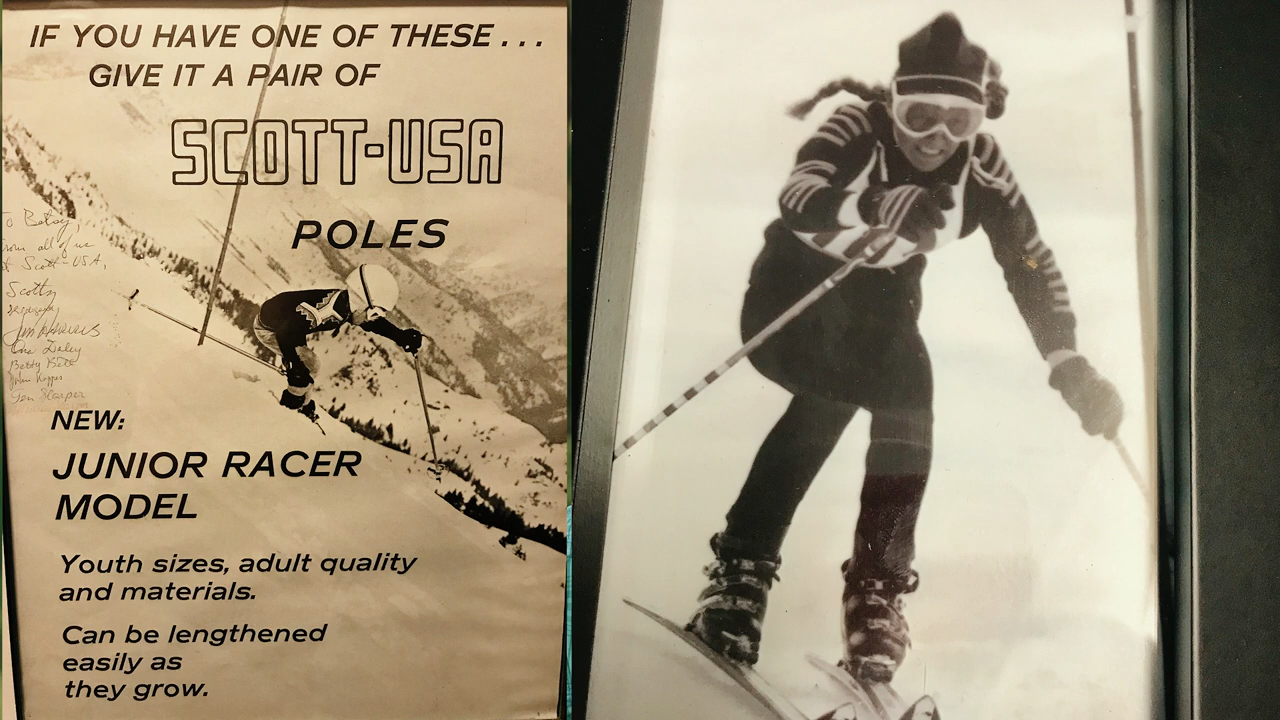 IF YOU HAVE ONE OF THESE...
GIVE IT A PAIR OF
SCOTT-USA
POLES
To Betsy,
from all of us
at Scott-USA,
Scotty
NEW:
JUNIOR RACER
MODEL
Youth sizes, adult quality
and materials.
Can be lengthened
easily as
they grow.